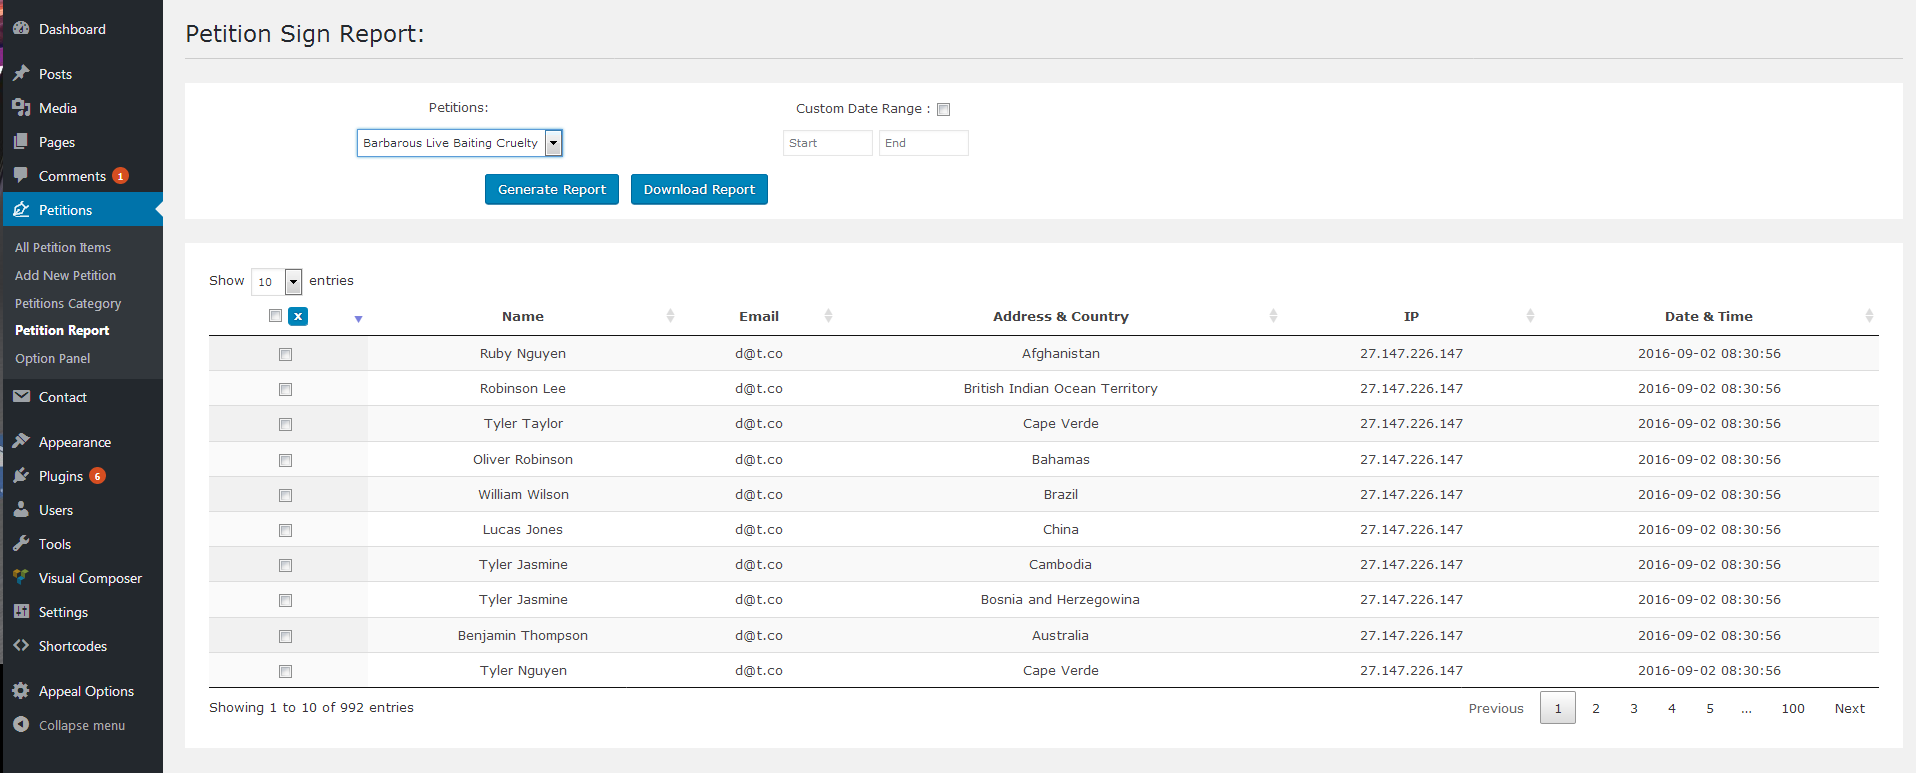 Dashboard
Posts
Media
Pages
Comments 1
Petitions
All Petition Items
Add New Petition
Petitions Category
Petition Report
Option Panel
Contact
Appearance
Plugins 6
Users
Tools
Visual Composer
Settings
Shortcodes
Appeal Options
Collapse menu
Petition Sign Report:
Petitions:
Barbarous Live Baiting Cruelty
Custom Date Range :
Start End
Generate Report Download Report
Show 10 entries
x Name Email Address & Country IP Date & Time
Ruby Nguyen d@t.co Afghanistan 27.147.226.147 2016-09-02 08:30:56
Robinson Lee d@t.co British Indian Ocean Territory 27.147.226.147 2016-09-02 08:30:56
Tyler Taylor d@t.co Cape Verde 27.147.226.147 2016-09-02 08:30:56
Oliver Robinson d@t.co Bahamas 27.147.226.147 2016-09-02 08:30:56
William Wilson d@t.co Brazil 27.147.226.147 2016-09-02 08:30:56
Lucas Jones d@t.co China 27.147.226.147 2016-09-02 08:30:56
Tyler Jasmine d@t.co Cambodia 27.147.226.147 2016-09-02 08:30:56
Tyler Jasmine d@t.co Bosnia and Herzegowina 27.147.226.147 2016-09-02 08:30:56
Benjamin Thompson d@t.co Australia 27.147.226.147 2016-09-02 08:30:56
Tyler Nguyen d@t.co Cape Verde 27.147.226.147 2016-09-02 08:30:56
Showing 1 to 10 of 992 entries
Previous 1 2 3 4 5 ... 100 Next